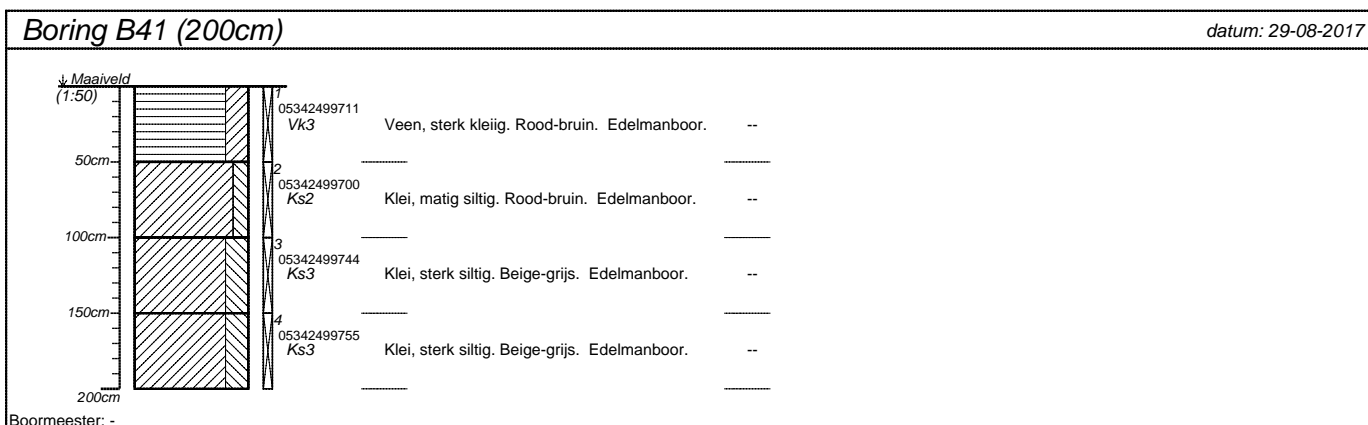 Boring B41 (200cm)
datum: 29-08-2017
Maaiveld
(1:50)
1
05342499711
Vk3 Veen, sterk kleiig. Rood-bruin. Edelmanboor. --
50cm
2
05342499700
Ks2 Klei, matig siltig. Rood-bruin. Edelmanboor. --
100cm
3
05342499744
Ks3 Klei, sterk siltig. Beige-grijs. Edelmanboor. --
150cm
4
05342499755
Ks3 Klei, sterk siltig. Beige-grijs. Edelmanboor. --
200cm
Boormeester: -